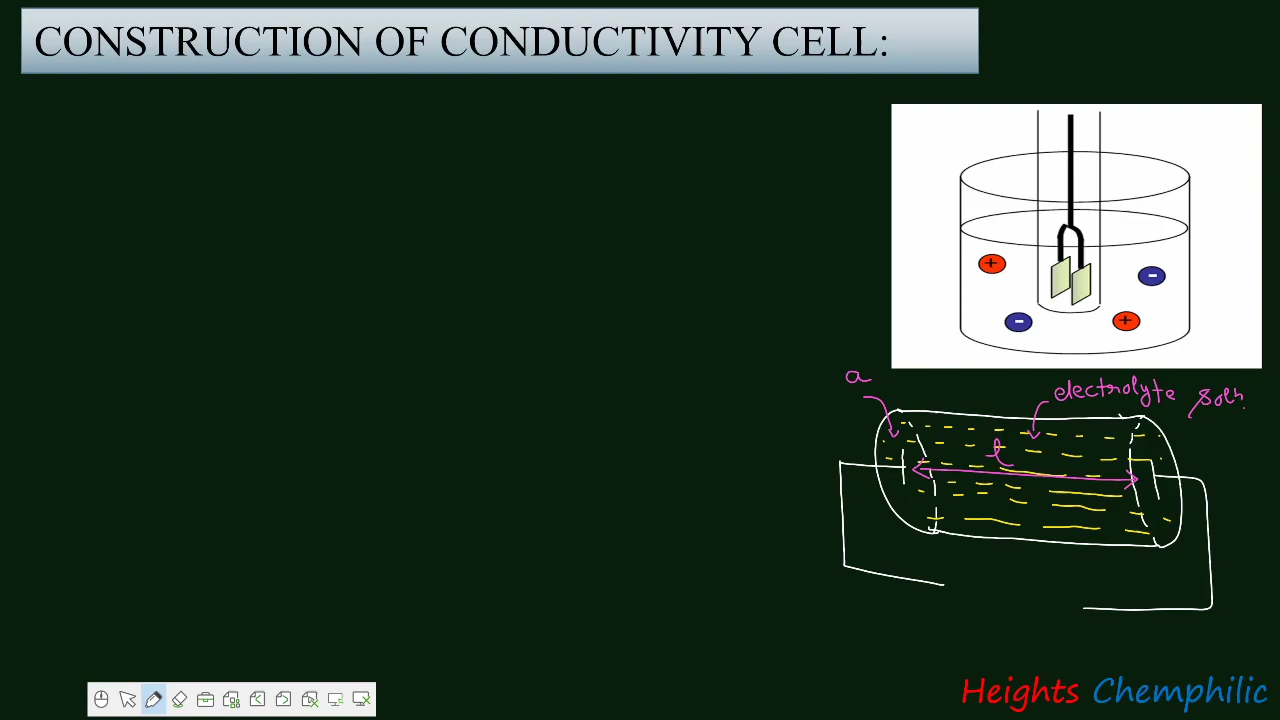 CONSTRUCTION OF CONDUCTIVITY CELL:
+
-
-
+
a
electrolyte soln.
l
Heights Chemphilic